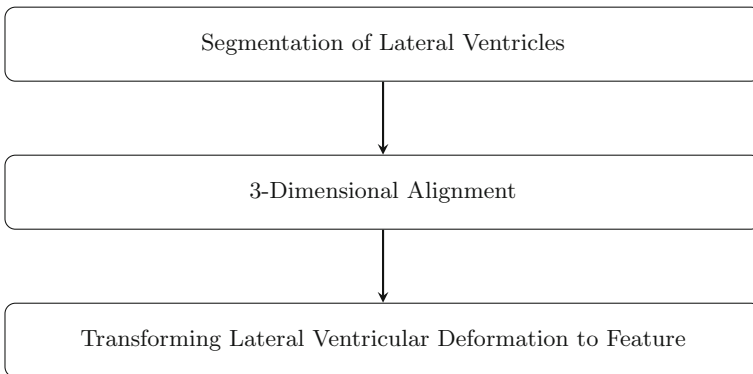 Segmentation of Lateral Ventricles
3-Dimensional Alignment
Transforming Lateral Ventricular Deformation to Feature